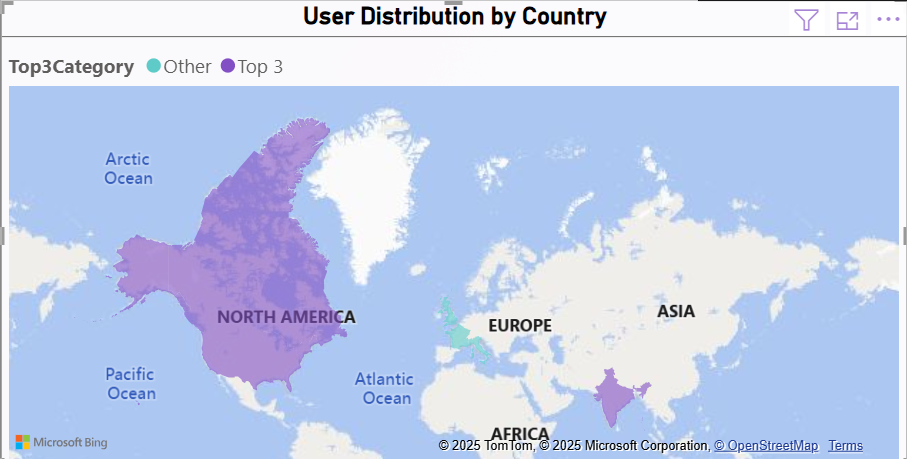 User Distribution by Country
Top3Category Other Top 3
Arctic
Ocean
NORTH AMERICA
EUROPE
ASIA
Pacific
Ocean
Atlantic
Ocean
AFRICA
Microsoft Bing
© 2025 TomTom, © 2025 Microsoft Corporation, © OpenStreetMap Terms